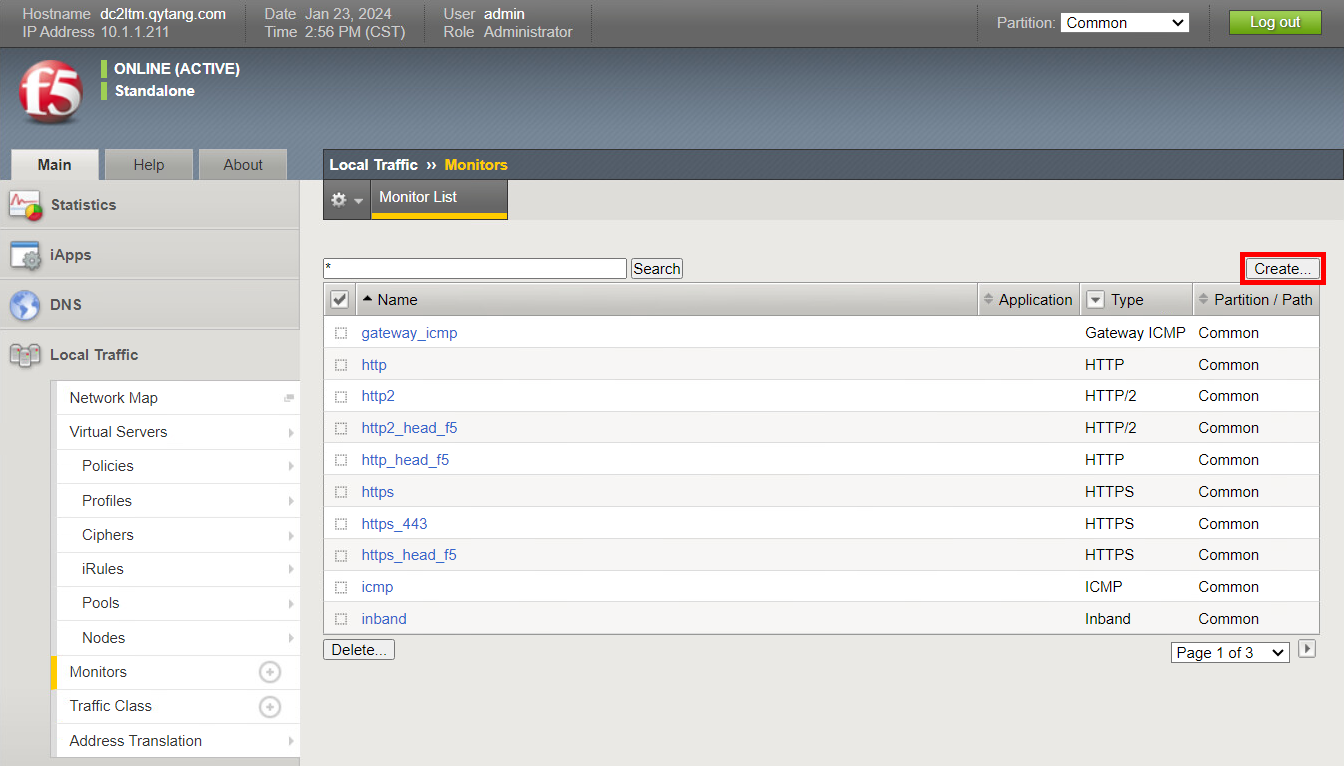 Hostname dc2ltm.qytang.com
IP Address 10.1.1.211
Date Jan 23, 2024
Time 2:56 PM (CST)
User admin
Role Administrator
Partition: Common
Log out
f5
ONLINE (ACTIVE)
Standalone
Main Help About
Local Traffic ›› Monitors
Monitor List
Statistics
iApps
DNS
Local Traffic
Network Map
Virtual Servers
Policies
Profiles
Ciphers
iRules
Pools
Nodes
Monitors
Traffic Class
Address Translation
* Search Create...
Name Application Type Partition / Path
gateway_icmp Gateway ICMP Common
http HTTP Common
http2 HTTP/2 Common
http2_head_f5 HTTP/2 Common
http_head_f5 HTTP Common
https HTTPS Common
https_443 HTTPS Common
https_head_f5 HTTPS Common
icmp ICMP Common
inband Inband Common
Delete... Page 1 of 3